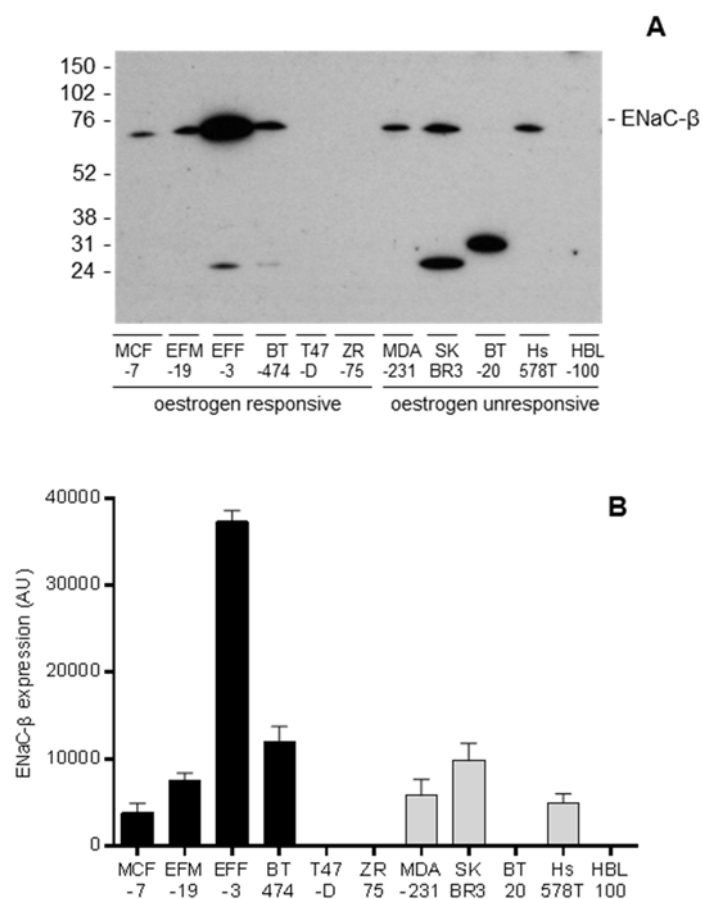 A
150 -
102 -
76 -
- ENaC-β
52 -
38 -
31 -
24 -
MCF EFM EFF BT T47 ZR MDA SK BT Hs HBL
-7 -19 -3 -474 -D -75 -231 BR3 -20 578T -100
oestrogen responsive oestrogen unresponsive
B
ENaC-β expression (AU)
40000
30000
20000
10000
0
MCF EFM EFF BT T47 ZR MDA SK BT Hs HBL
-7 -19 -3 474 -D 75 -231 BR3 20 578T 100